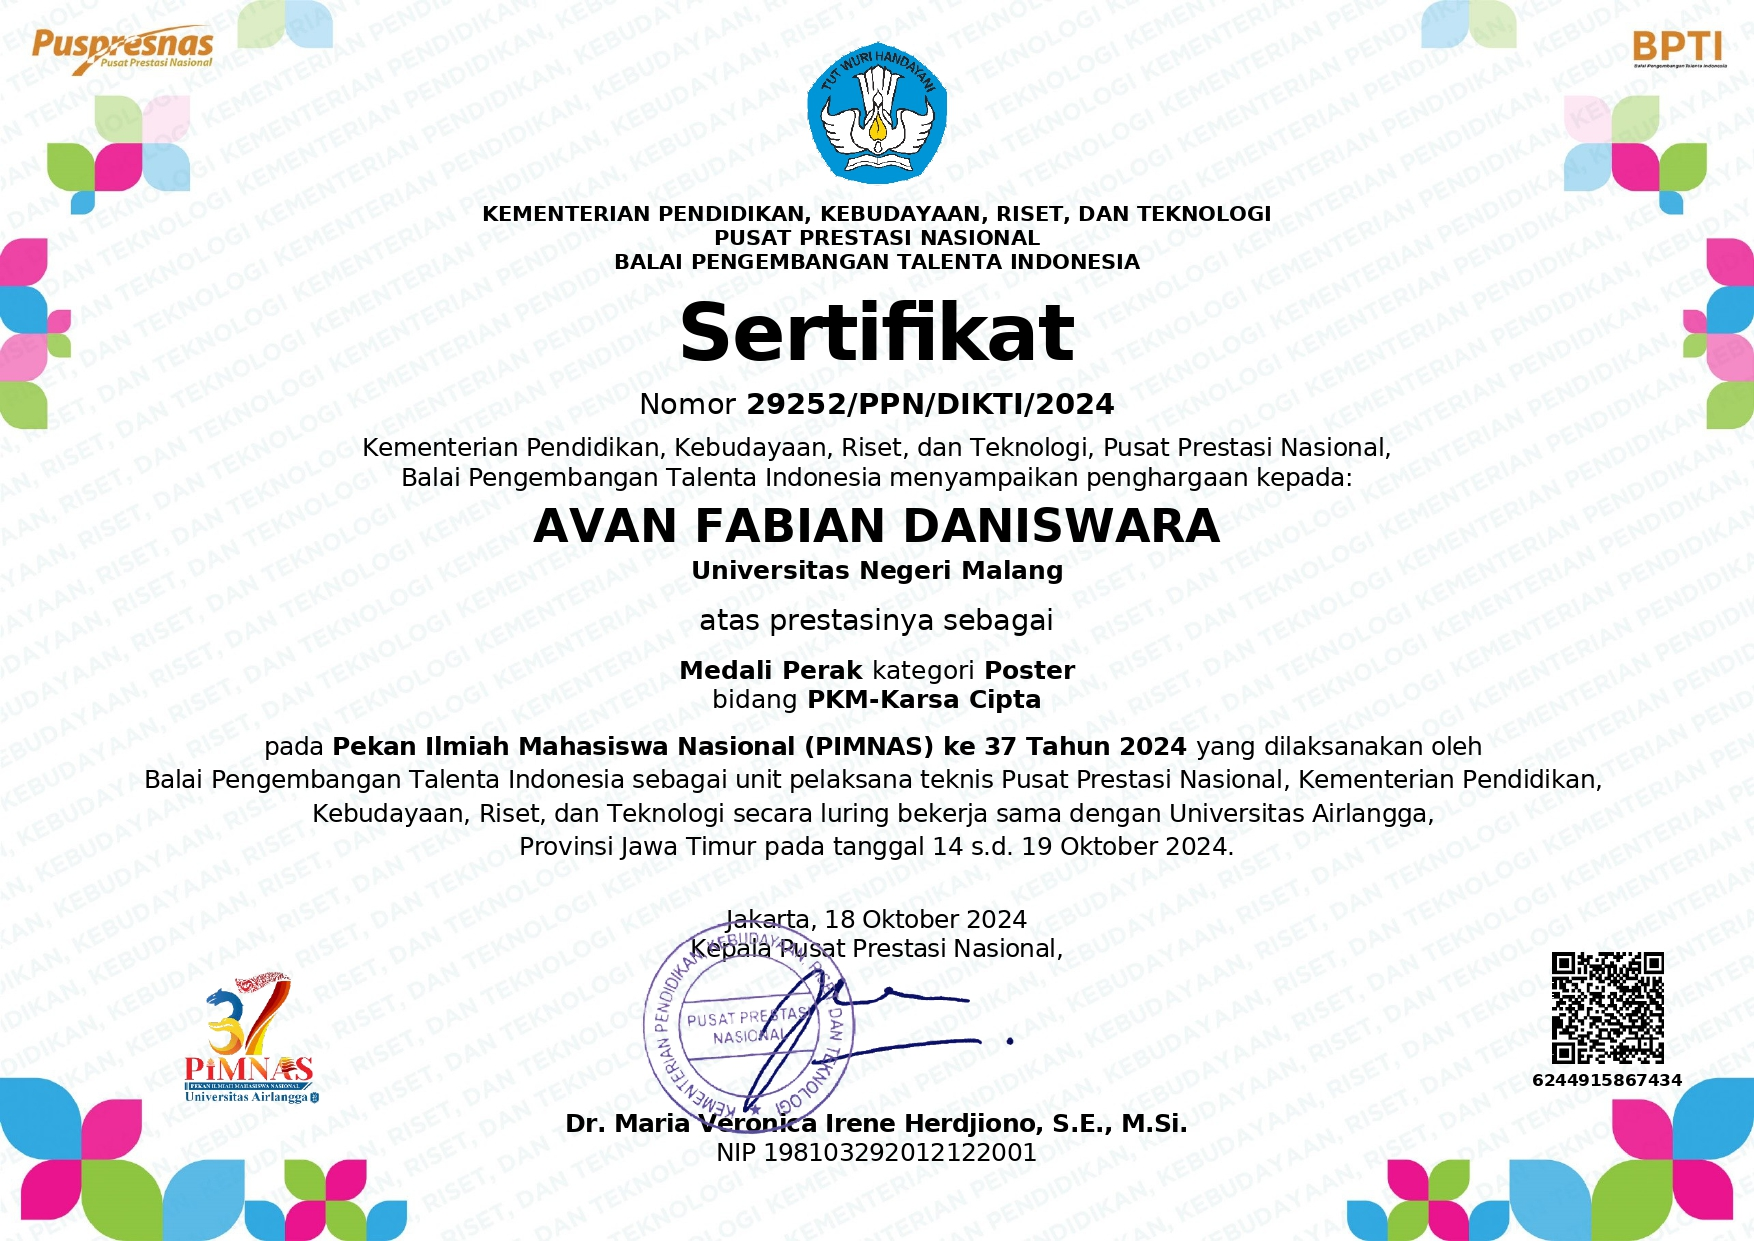 Puspresnas
Pusat Prestasi Nasional
BPTI
Balai Pengembangan Talenta Indonesia
TUT WURI HANDAYANI
KEMENTERIAN PENDIDIKAN, KEBUDAYAAN, RISET, DAN TEKNOLOGI
PUSAT PRESTASI NASIONAL
BALAI PENGEMBANGAN TALENTA INDONESIA
Sertifikat
Nomor 29252/PPN/DIKTI/2024
Kementerian Pendidikan, Kebudayaan, Riset, dan Teknologi, Pusat Prestasi Nasional,
Balai Pengembangan Talenta Indonesia menyampaikan penghargaan kepada:
AVAN FABIAN DANISWARA
Universitas Negeri Malang
atas prestasinya sebagai
Medali Perak kategori Poster
bidang PKM-Karsa Cipta
pada Pekan Ilmiah Mahasiswa Nasional (PIMNAS) ke 37 Tahun 2024 yang dilaksanakan oleh
Balai Pengembangan Talenta Indonesia sebagai unit pelaksana teknis Pusat Prestasi Nasional, Kementerian Pendidikan,
Kebudayaan, Riset, dan Teknologi secara luring bekerja sama dengan Universitas Airlangga,
Provinsi Jawa Timur pada tanggal 14 s.d. 19 Oktober 2024.
Jakarta, 18 Oktober 2024
Kepala Pusat Prestasi Nasional,
KEMENTERIAN PENDIDIKAN, KEBUDAYAAN, RISET, DAN TEKNOLOGI
PUSAT PRESTASI
NASIONAL
Dr. Maria Veronica Irene Herdjiono, S.E., M.Si.
NIP 198103292012122001
37
PIMNAS
PEKAN ILMIAH MAHASISWA NASIONAL
Universitas Airlangga
6244915867434